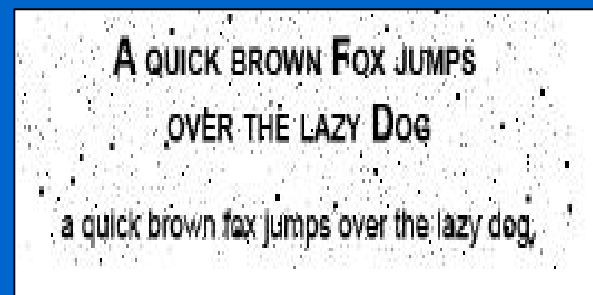 A QUICK BROWN FOX JUMPS
OVER THE LAZY DOG
a quick brown fox jumps over the lazy dog.